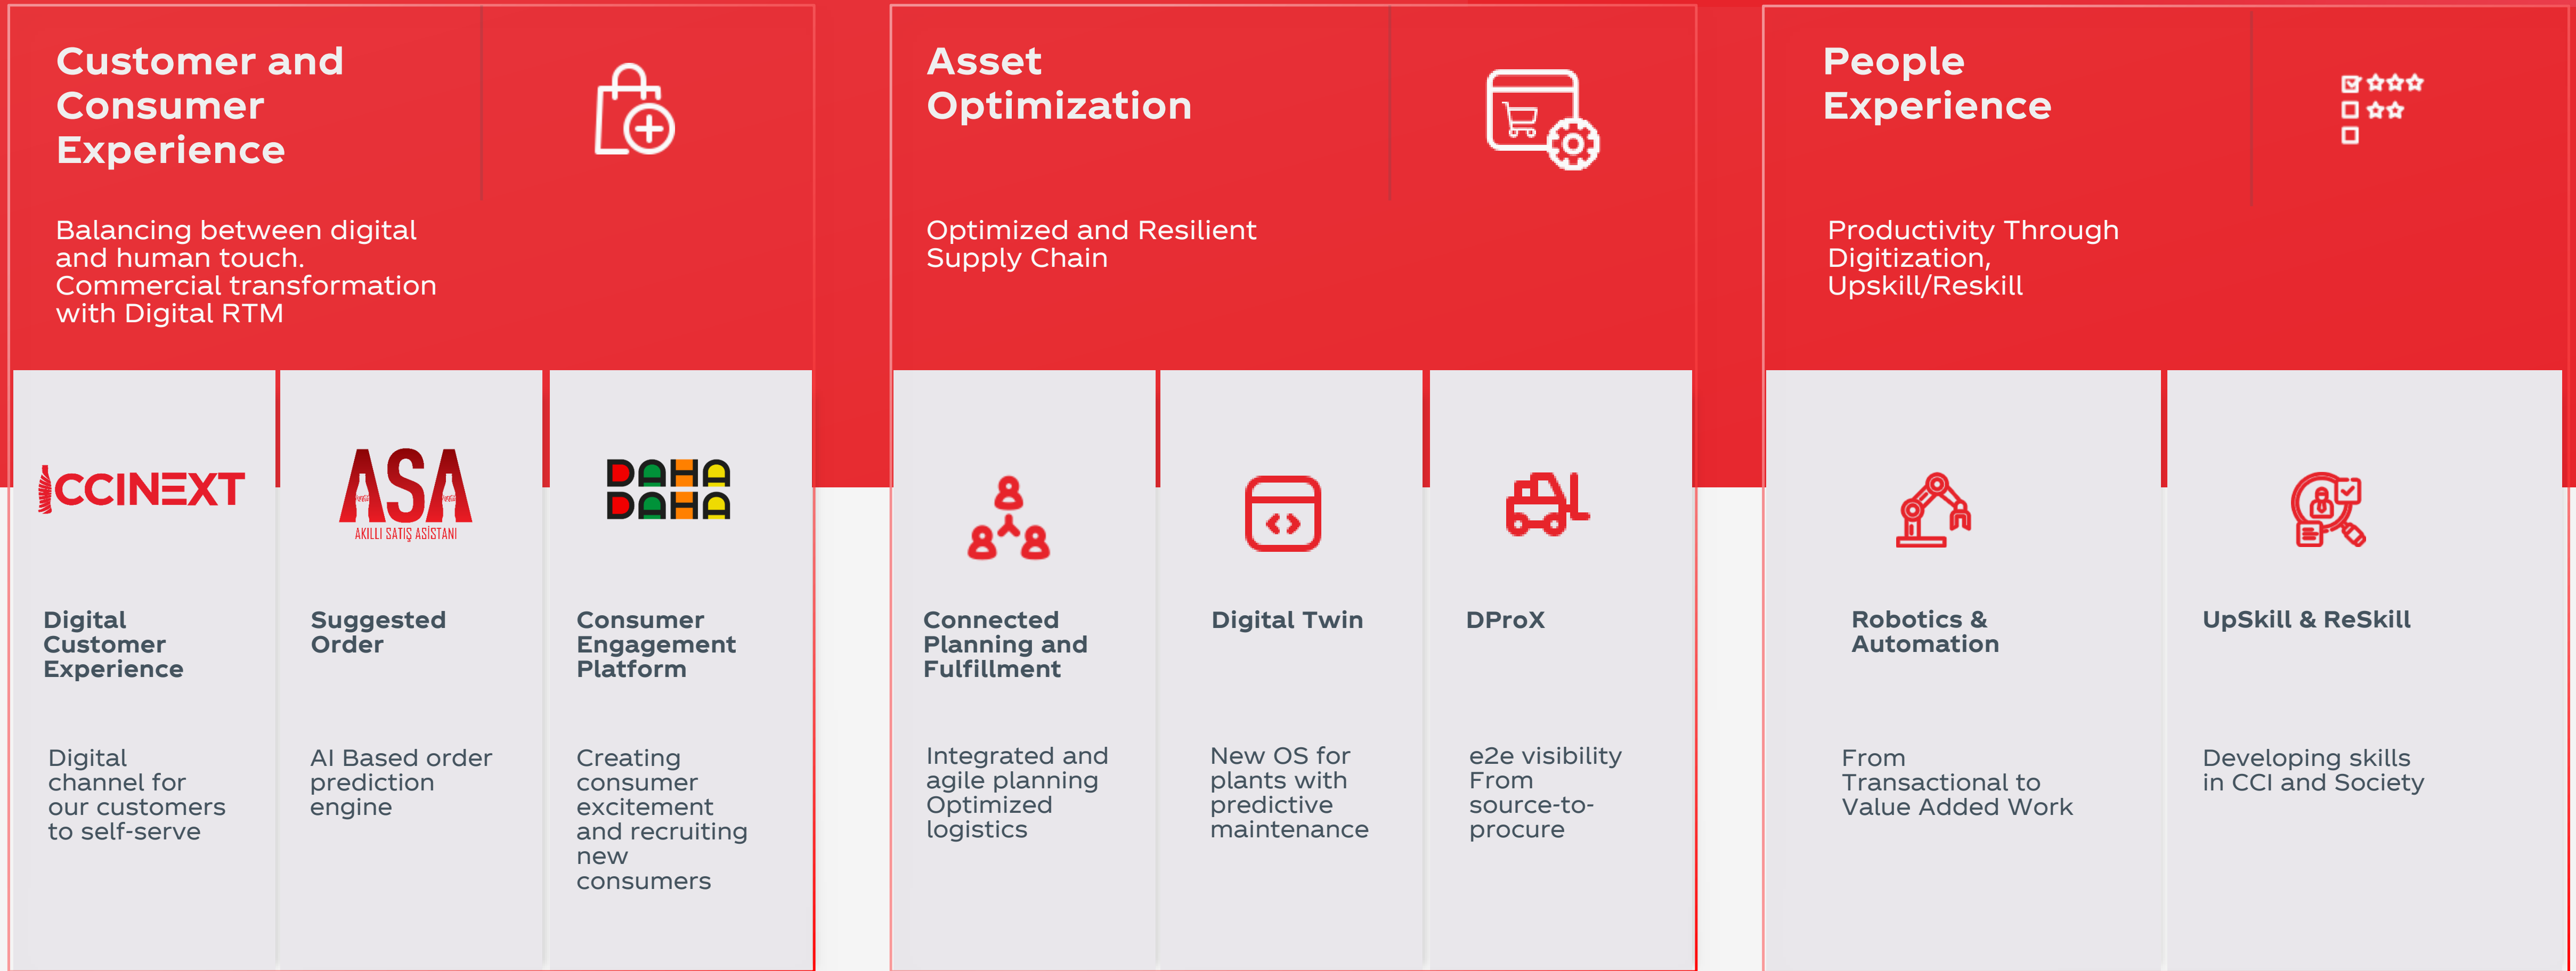 Customer and
Consumer
Experience
Balancing between digital
and human touch.
Commercial transformation
with Digital RTM
CCINEXT
Digital
Customer
Experience
Digital
channel for
our customers
to self-serve
ASA
AKILLI SATIŞ ASİSTANI
Suggested
Order
AI Based order
prediction
engine
DAHA
DAHA
Consumer
Engagement
Platform
Creating
consumer
excitement
and recruiting
new
consumers
Asset
Optimization
Optimized and Resilient
Supply Chain
Connected
Planning and
Fulfillment
Integrated and
agile planning
Optimized
logistics
Digital Twin
New OS for
plants with
predictive
maintenance
DProX
e2e visibility
From
source-to-
procure
People
Experience
Productivity Through
Digitization,
Upskill/Reskill
Robotics &
Automation
From
Transactional to
Value Added Work
UpSkill & ReSkill
Developing skills
in CCI and Society